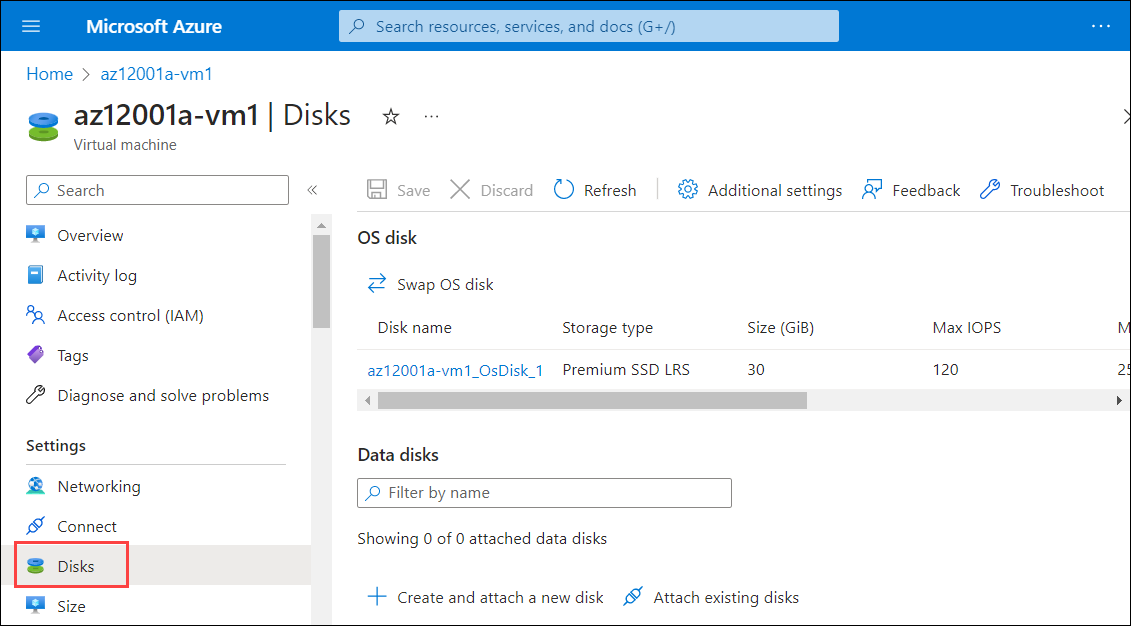 Microsoft Azure
Search resources, services, and docs (G+/)
Home > az12001a-vm1
az12001a-vm1 | Disks
Virtual machine
Search
Overview
Activity log
Access control (IAM)
Tags
Diagnose and solve problems
Settings
Networking
Connect
Disks
Size
Save Discard Refresh Additional settings Feedback Troubleshoot
OS disk
Swap OS disk
Disk name Storage type Size (GiB) Max IOPS M
az12001a-vm1_OsDisk_1 Premium SSD LRS 30 120 25
Data disks
Filter by name
Showing 0 of 0 attached data disks
Create and attach a new disk Attach existing disks